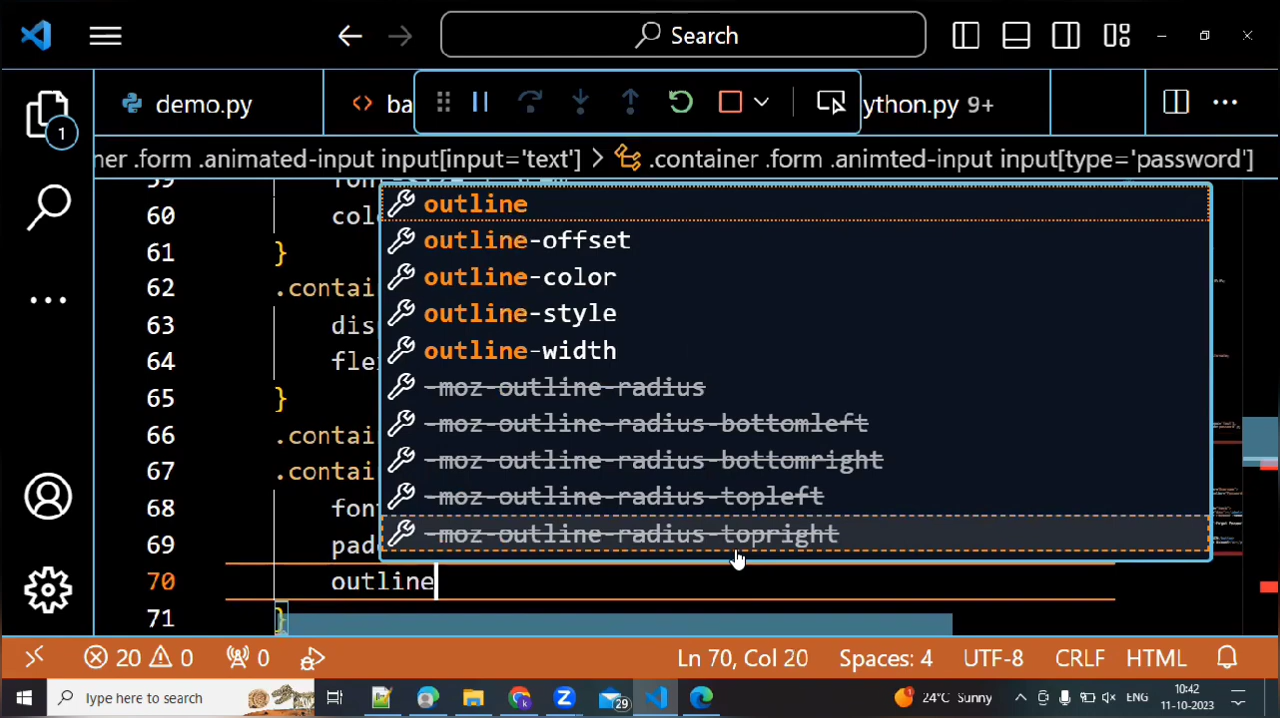 Search
demo.py
ba
ython.py 9+
1
ner .form .animated-input input[input='text'] > .container .form .animted-input input[type='password']
59
60 col
61 }
62 .contai
63 dis
64 fle
65 }
66 .contai
67 .contai
68 fon
69 pad
70 outline
71 }
outline
outline-offset
outline-color
outline-style
outline-width
-moz-outline-radius
-moz-outline-radius-bottomleft
-moz-outline-radius-bottomright
-moz-outline-radius-topleft
-moz-outline-radius-topright
20 0 0 Ln 70, Col 20 Spaces: 4 UTF-8 CRLF HTML
Type here to search 29 24°C Sunny ENG 10:42
11-10-2023